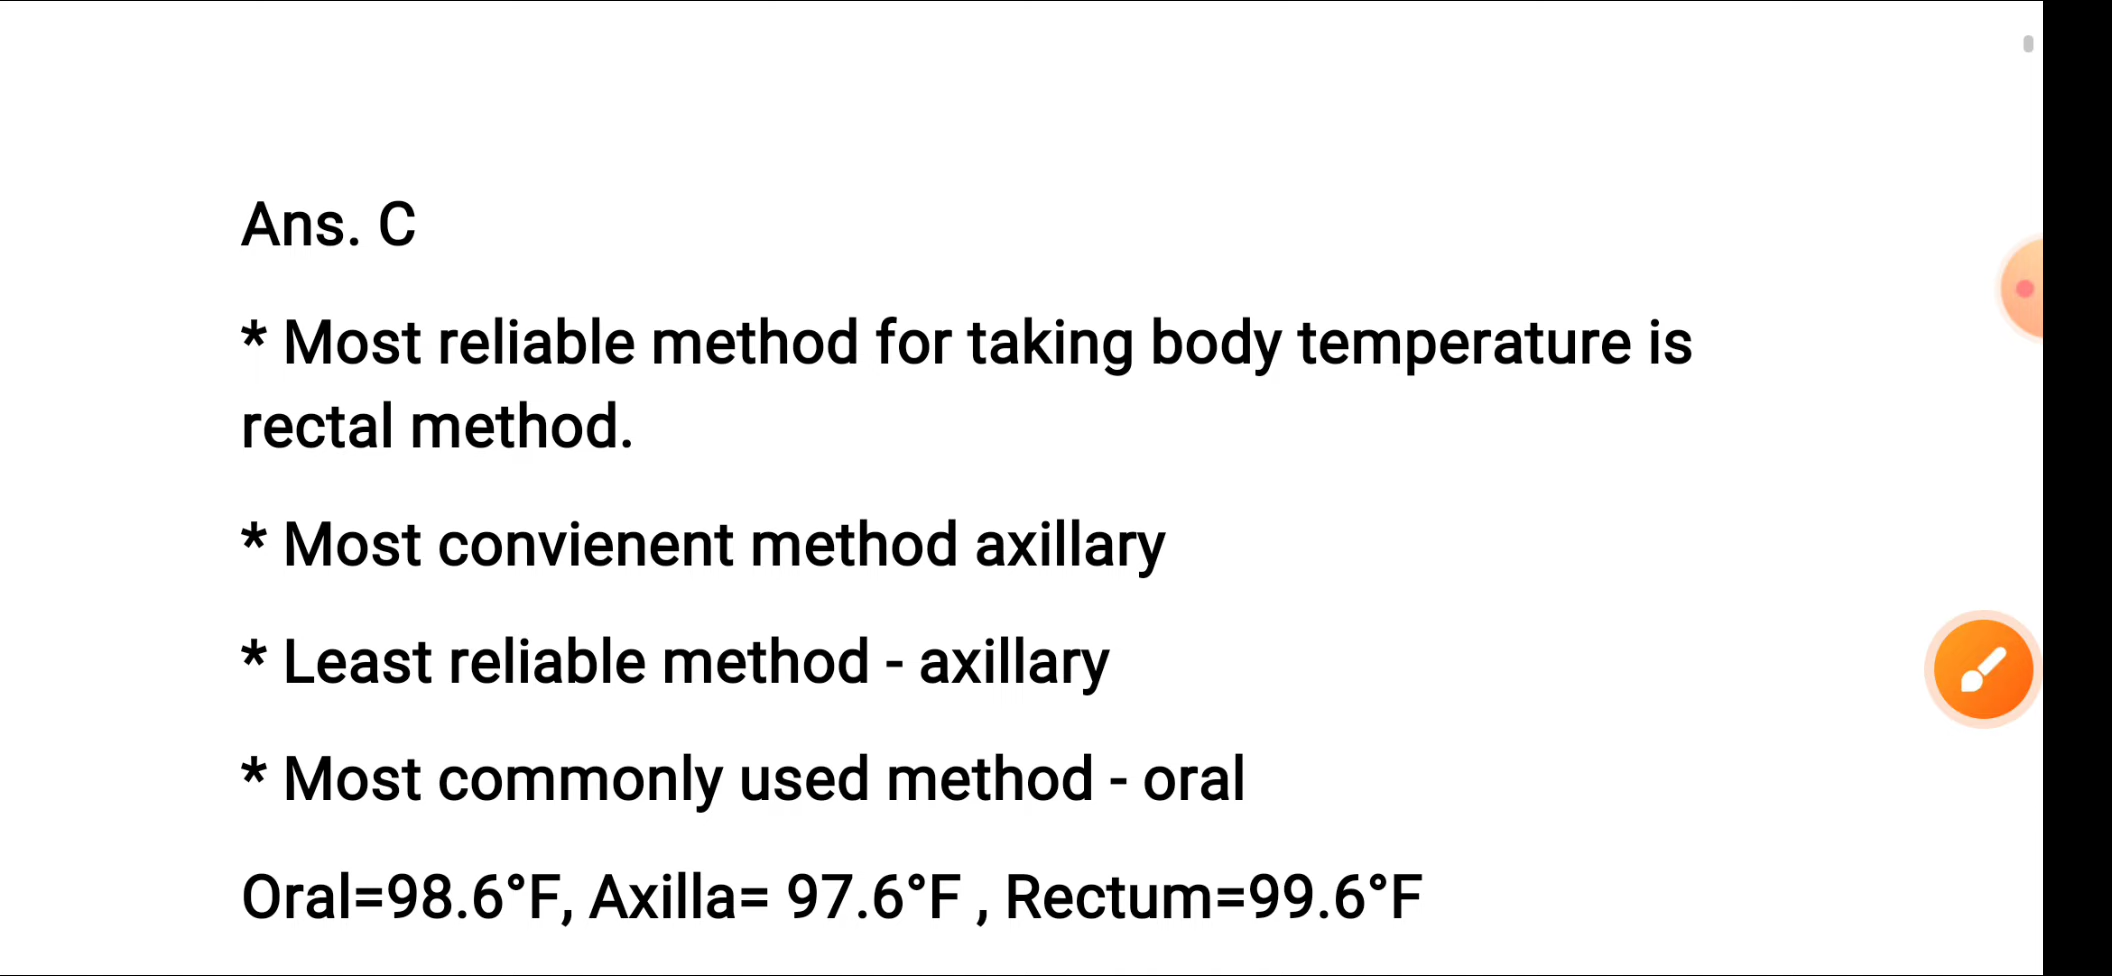 Ans. C
* Most reliable method for taking body temperature is
rectal method.
* Most convienent method axillary
* Least reliable method - axillary
* Most commonly used method - oral
Oral=98.6°F, Axilla= 97.6°F , Rectum=99.6°F